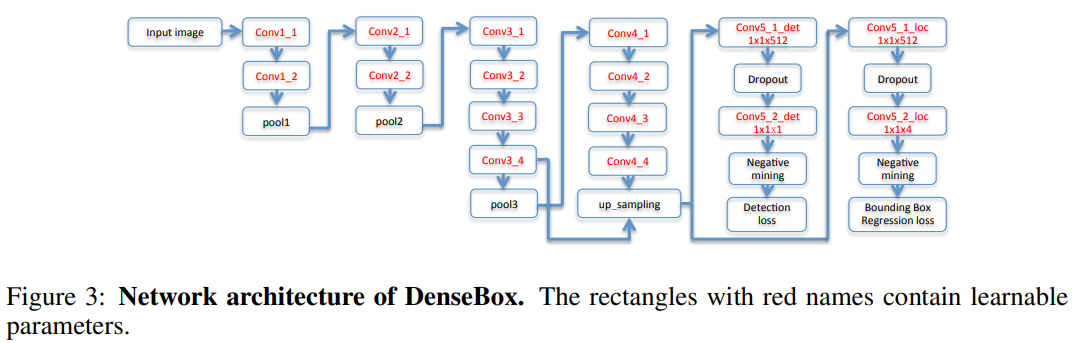 Input image
Conv1_1
Conv1_2
pool1
Conv2_1
Conv2_2
pool2
Conv3_1
Conv3_2
Conv3_3
Conv3_4
pool3
Conv4_1
Conv4_2
Conv4_3
Conv4_4
up_sampling
Conv5_1_det
1x1x512
Dropout
Conv5_2_det
1x1x1
Negative
mining
Detection
loss
Conv5_1_loc
1x1x512
Dropout
Conv5_2_loc
1x1x4
Negative
mining
Bounding Box
Regression loss
Figure 3: Network architecture of DenseBox. The rectangles with red names contain learnable
parameters.